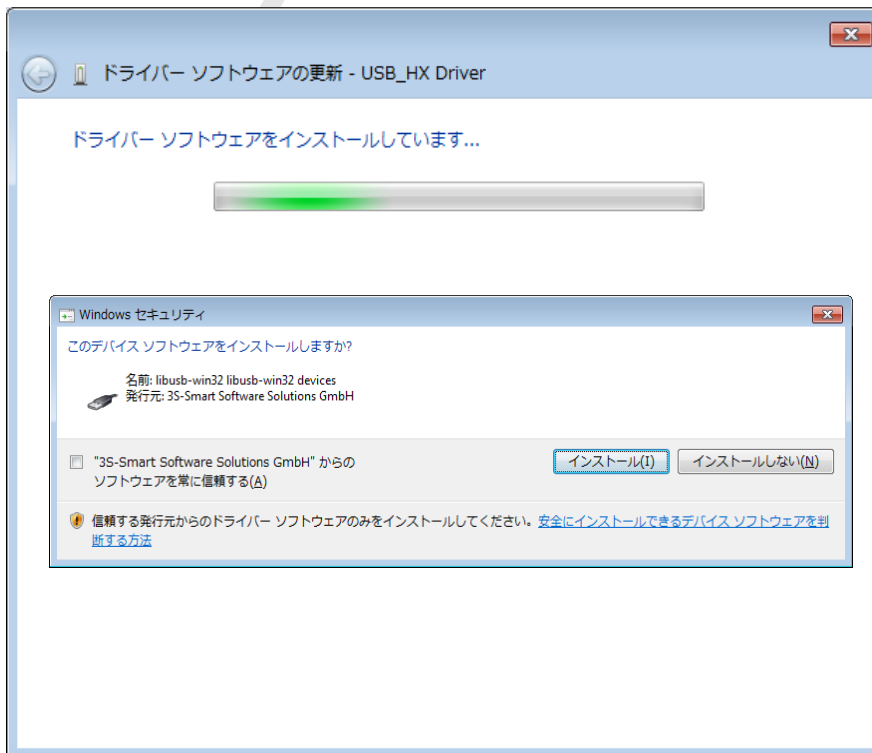 ドライバー ソフトウェアの更新 - USB_HX Driver
ドライバー ソフトウェアをインストールしています...
Windows セキュリティ
このデバイス ソフトウェアをインストールしますか?
名前: libusb-win32 libusb-win32 devices
発行元: 3S-Smart Software Solutions GmbH
"3S-Smart Software Solutions GmbH" からの
ソフトウェアを常に信頼する(A)
インストール(I)
インストールしない(N)
信頼する発行元からのドライバー ソフトウェアのみをインストールしてください。安全にインストールできるデバイス ソフトウェアを判
断する方法